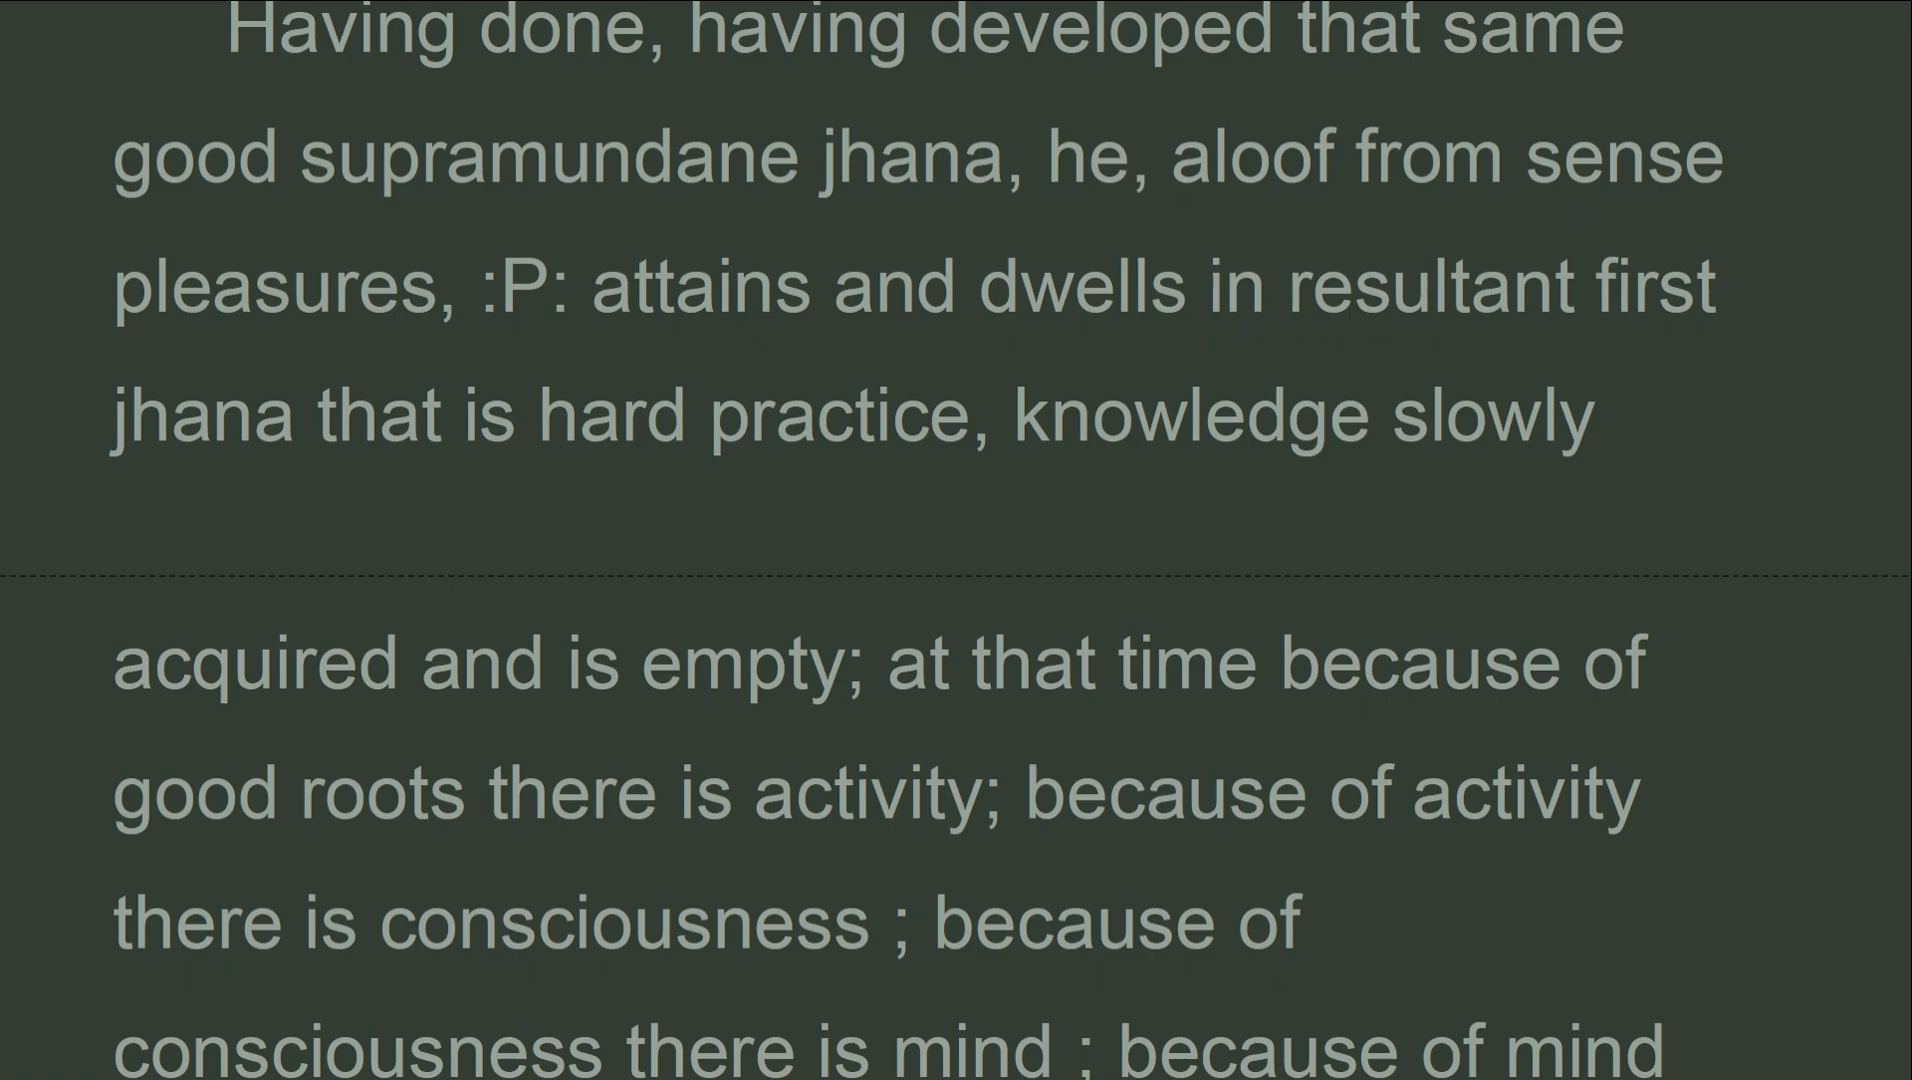 Having done, having developed that same
good supramundane jhana, he, aloof from sense
pleasures, :P: attains and dwells in resultant first
jhana that is hard practice, knowledge slowly
acquired and is empty; at that time because of
good roots there is activity; because of activity
there is consciousness ; because of
consciousness there is mind ; because of mind